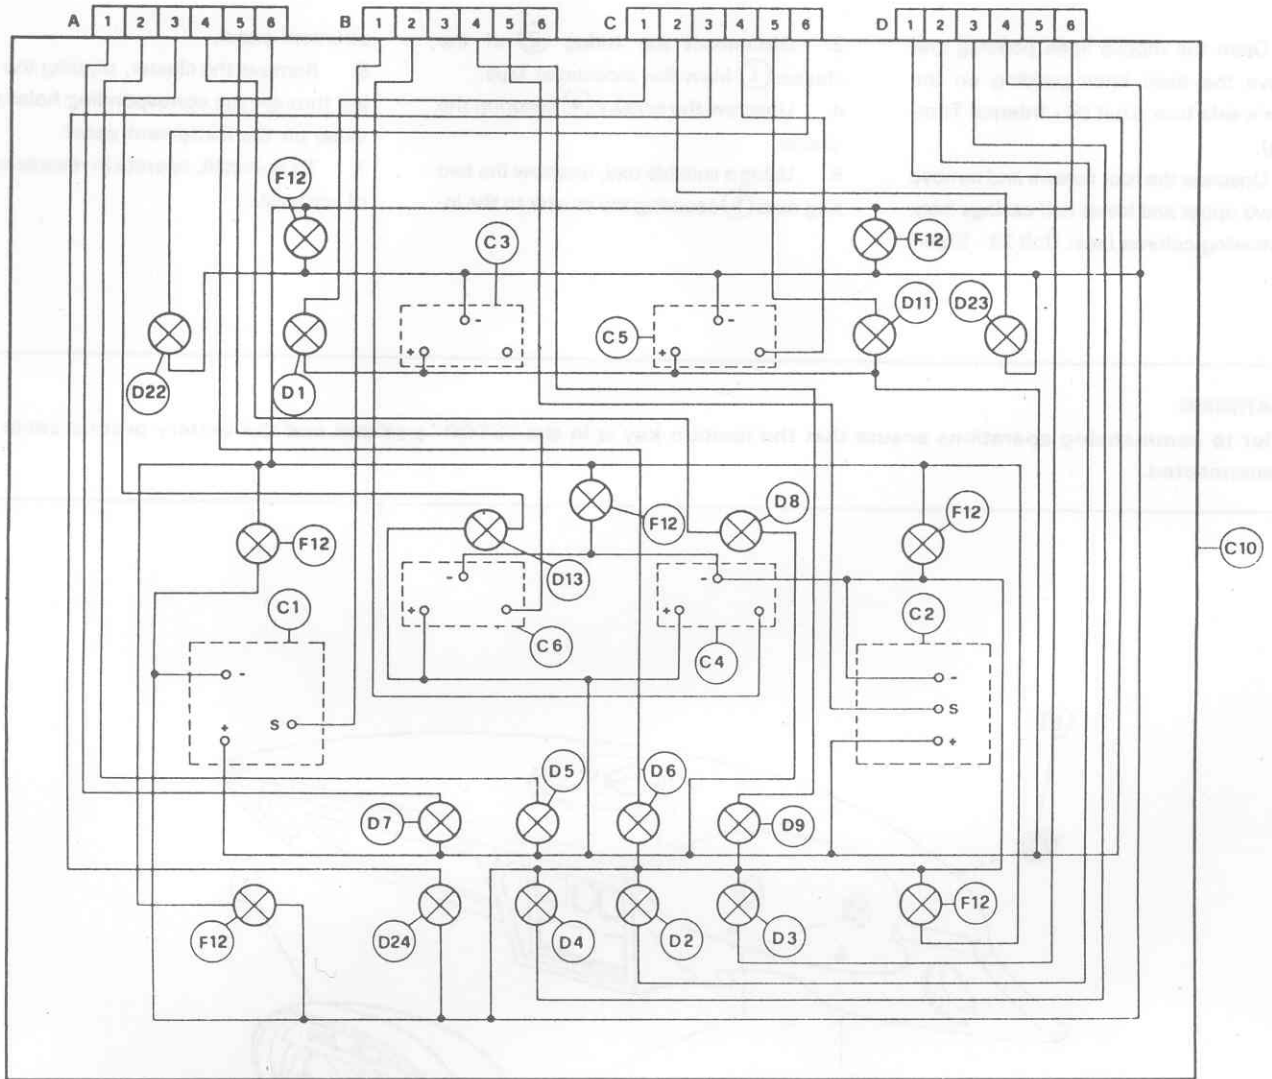 A 1 2 3 4 5 6 B 1 2 3 4 5 6 C 1 2 3 4 5 6 D 1 2 3 4 5 6
F12
C3
F12
D11 D23
C5
- -
+ +
D22 D1
D8
F12 F12
F12
C10
D13
- -
C1 C2
+ +
C6 C4
- -
S
+ S
+
D5 D6
D7 D9
F12 D24 D4 D2 D3 F12